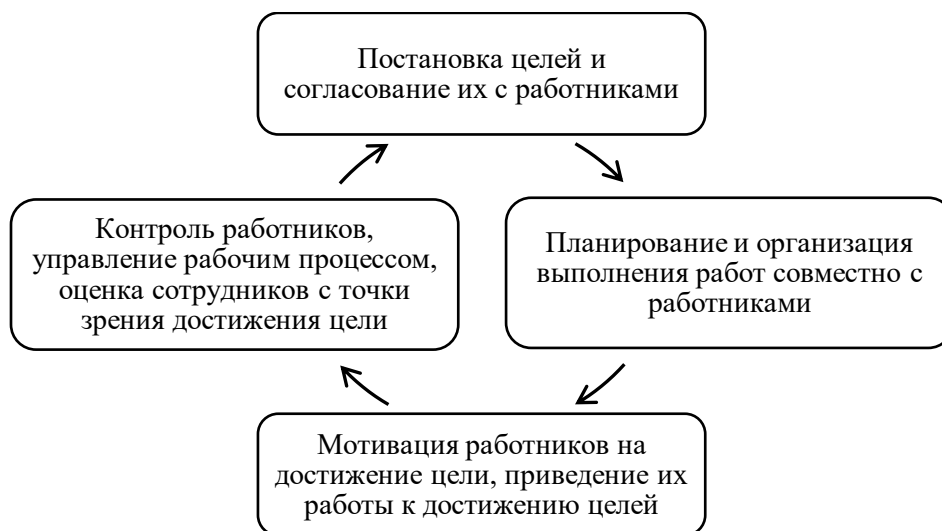 Постановка целей и
согласование их с работниками
Планирование и организация
выполнения работ совместно с
работниками
Мотивация работников на
достижение цели, приведение их
работы к достижению целей
Контроль работников,
управление рабочим процессом,
оценка сотрудников с точки
зрения достижения цели